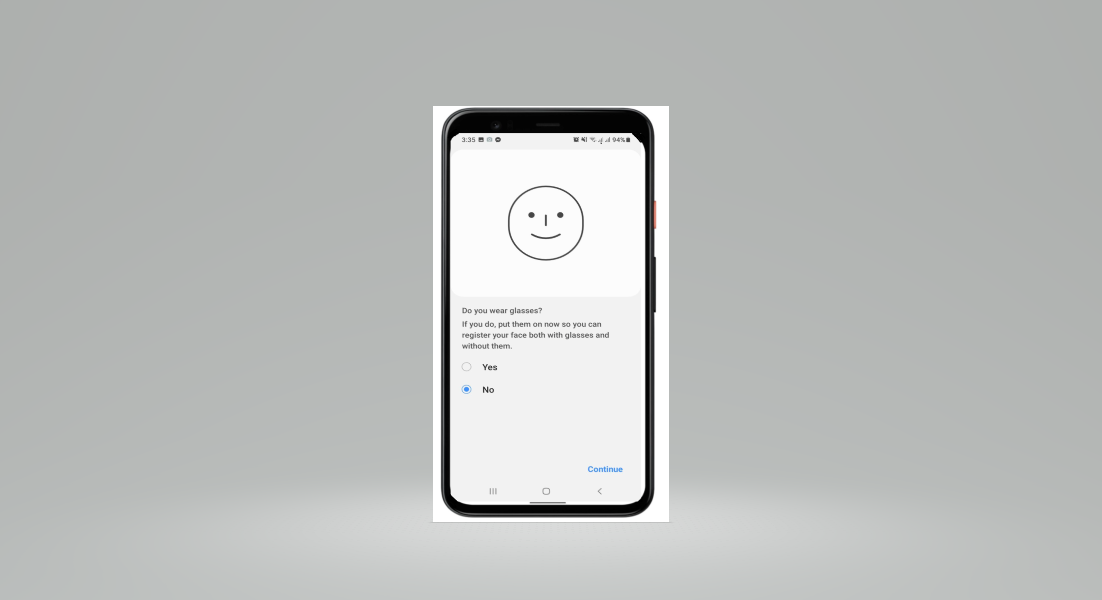 3:35 94%
Do you wear glasses?
If you do, put them on now so you can
register your face both with glasses and
without them.
Yes
No
Continue